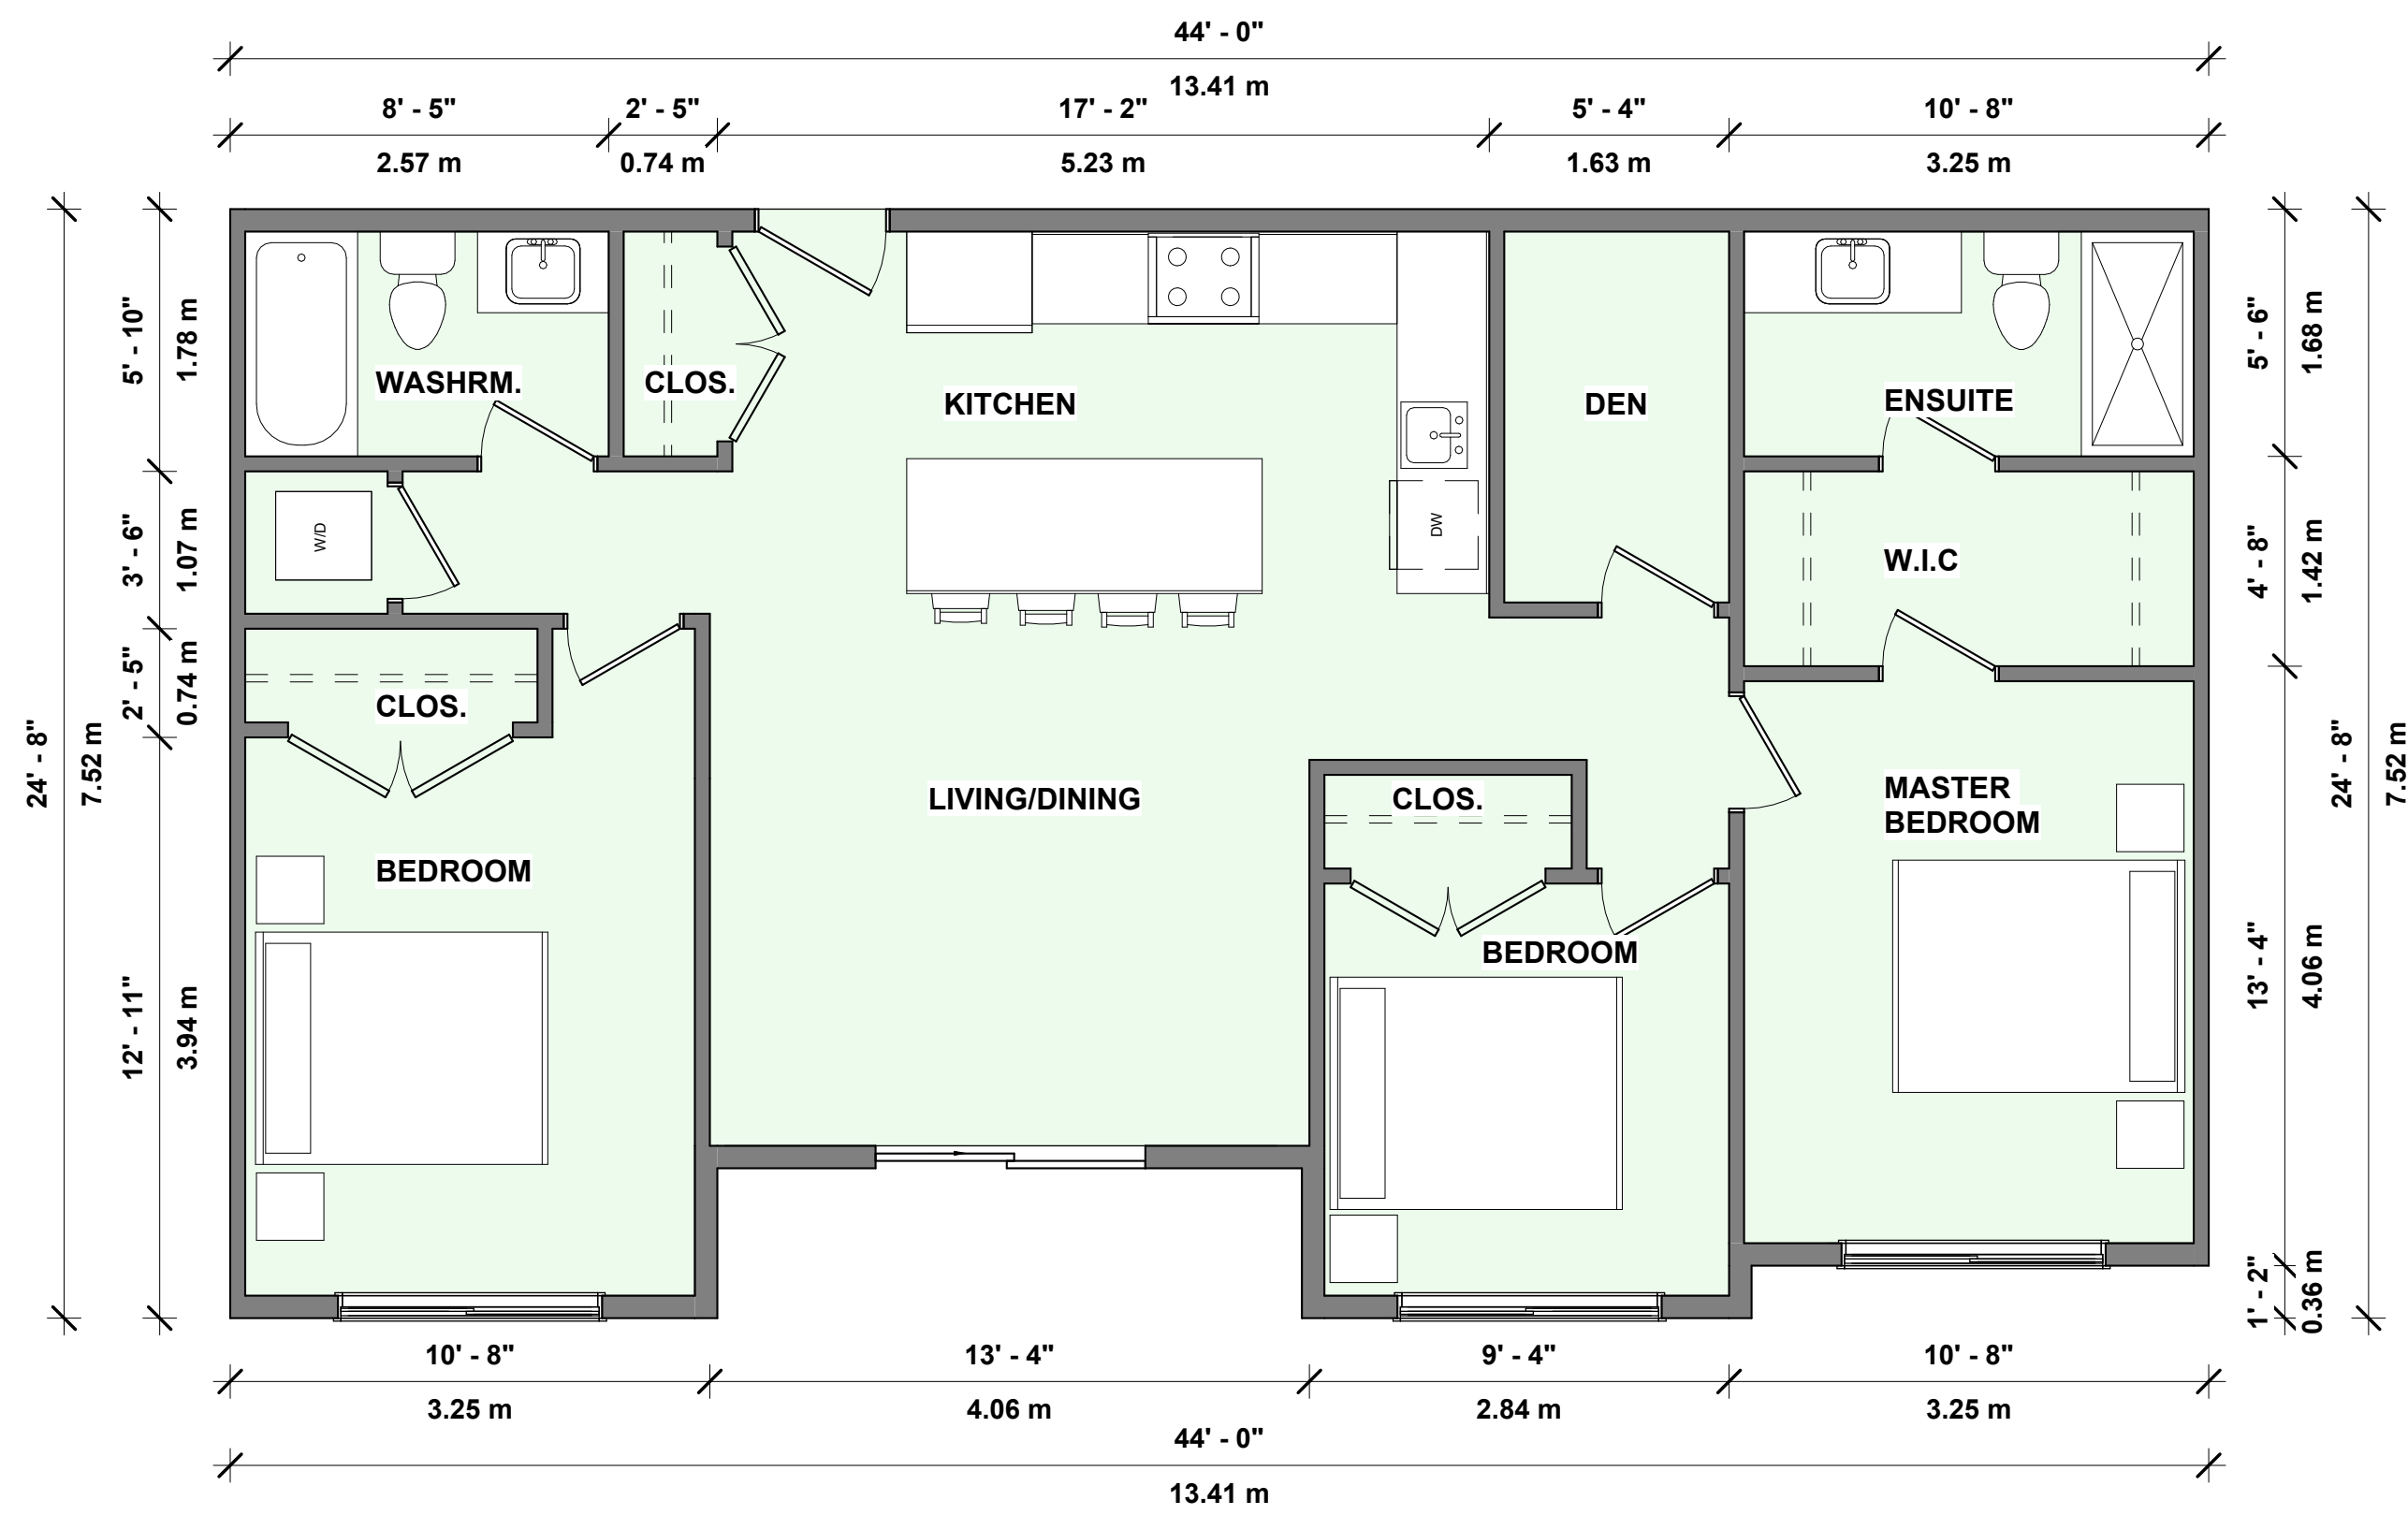 44' - 0"
13.41 m
8' - 5"
2' - 5"
17' - 2"
5' - 4"
10' - 8"
2.57 m
0.74 m
5.23 m
1.63 m
3.25 m
24' - 8"
7.52 m
5' - 10"
1.78 m
3' - 6"
1.07 m
2' - 5"
0.74 m
12' - 11"
3.94 m
WASHRM.
CLOS.
KITCHEN
DEN
ENSUITE
W/D
DW
W.I.C
CLOS.
LIVING/DINING
CLOS.
MASTER
BEDROOM
BEDROOM
BEDROOM
5' - 6"
1.68 m
4' - 8"
1.42 m
13' - 4"
4.06 m
1' - 2"
0.36 m
24' - 8"
7.52 m
10' - 8"
13' - 4"
9' - 4"
10' - 8"
3.25 m
4.06 m
2.84 m
3.25 m
44' - 0"
13.41 m